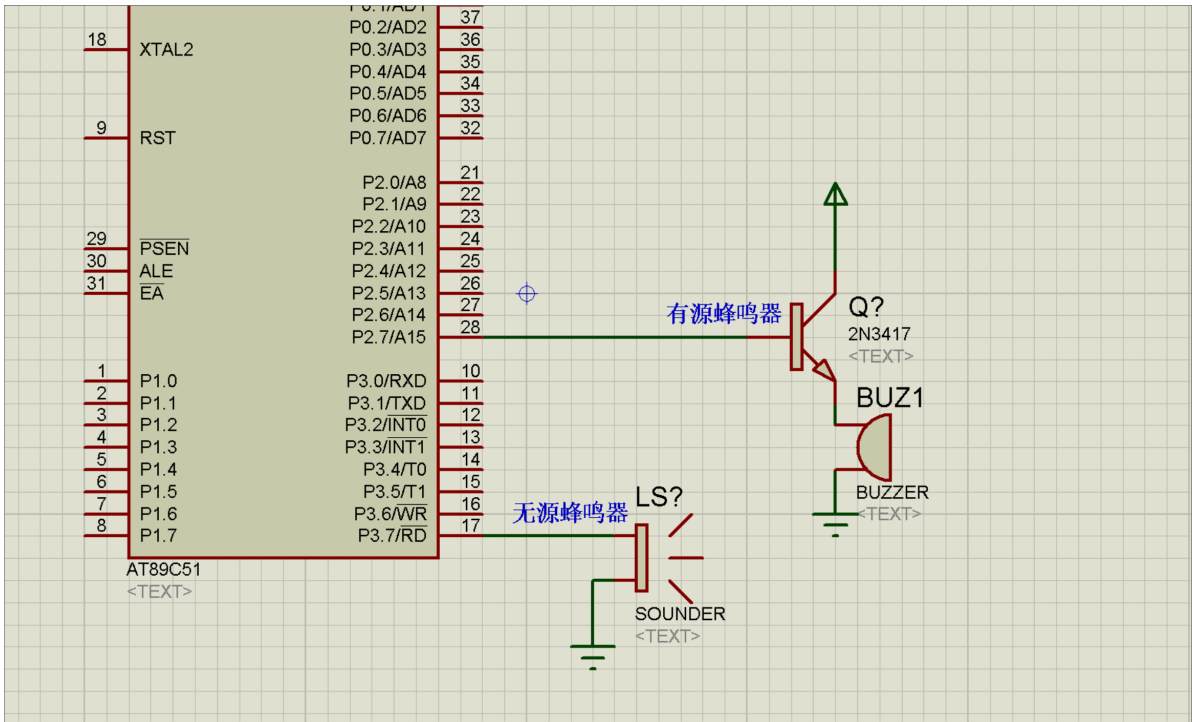 P0.1/AD1
37
P0.2/AD2
18
XTAL2
36
P0.3/AD3
35
P0.4/AD4
34
P0.5/AD5
33
P0.6/AD6
9
RST
32
P0.7/AD7
21
P2.0/A8
22
P2.1/A9
23
P2.2/A10
29
PSEN
24
P2.3/A11
30
ALE
25
P2.4/A12
31
EA
26
P2.5/A13
27
P2.6/A14
28
P2.7/A15
有源蜂鸣器
Q?
2N3417
<TEXT>
1
P1.0
10
P3.0/RXD
2
P1.1
11
P3.1/TXD
3
P1.2
12
P3.2/INT0
4
P1.3
13
P3.3/INT1
5
P1.4
14
P3.4/T0
6
P1.5
15
P3.5/T1
7
P1.6
16
P3.6/WR
8
P1.7
17
P3.7/RD
BUZ1
BUZZER
<TEXT>
无源蜂鸣器
LS?
SOUNDER
<TEXT>
AT89C51
<TEXT>